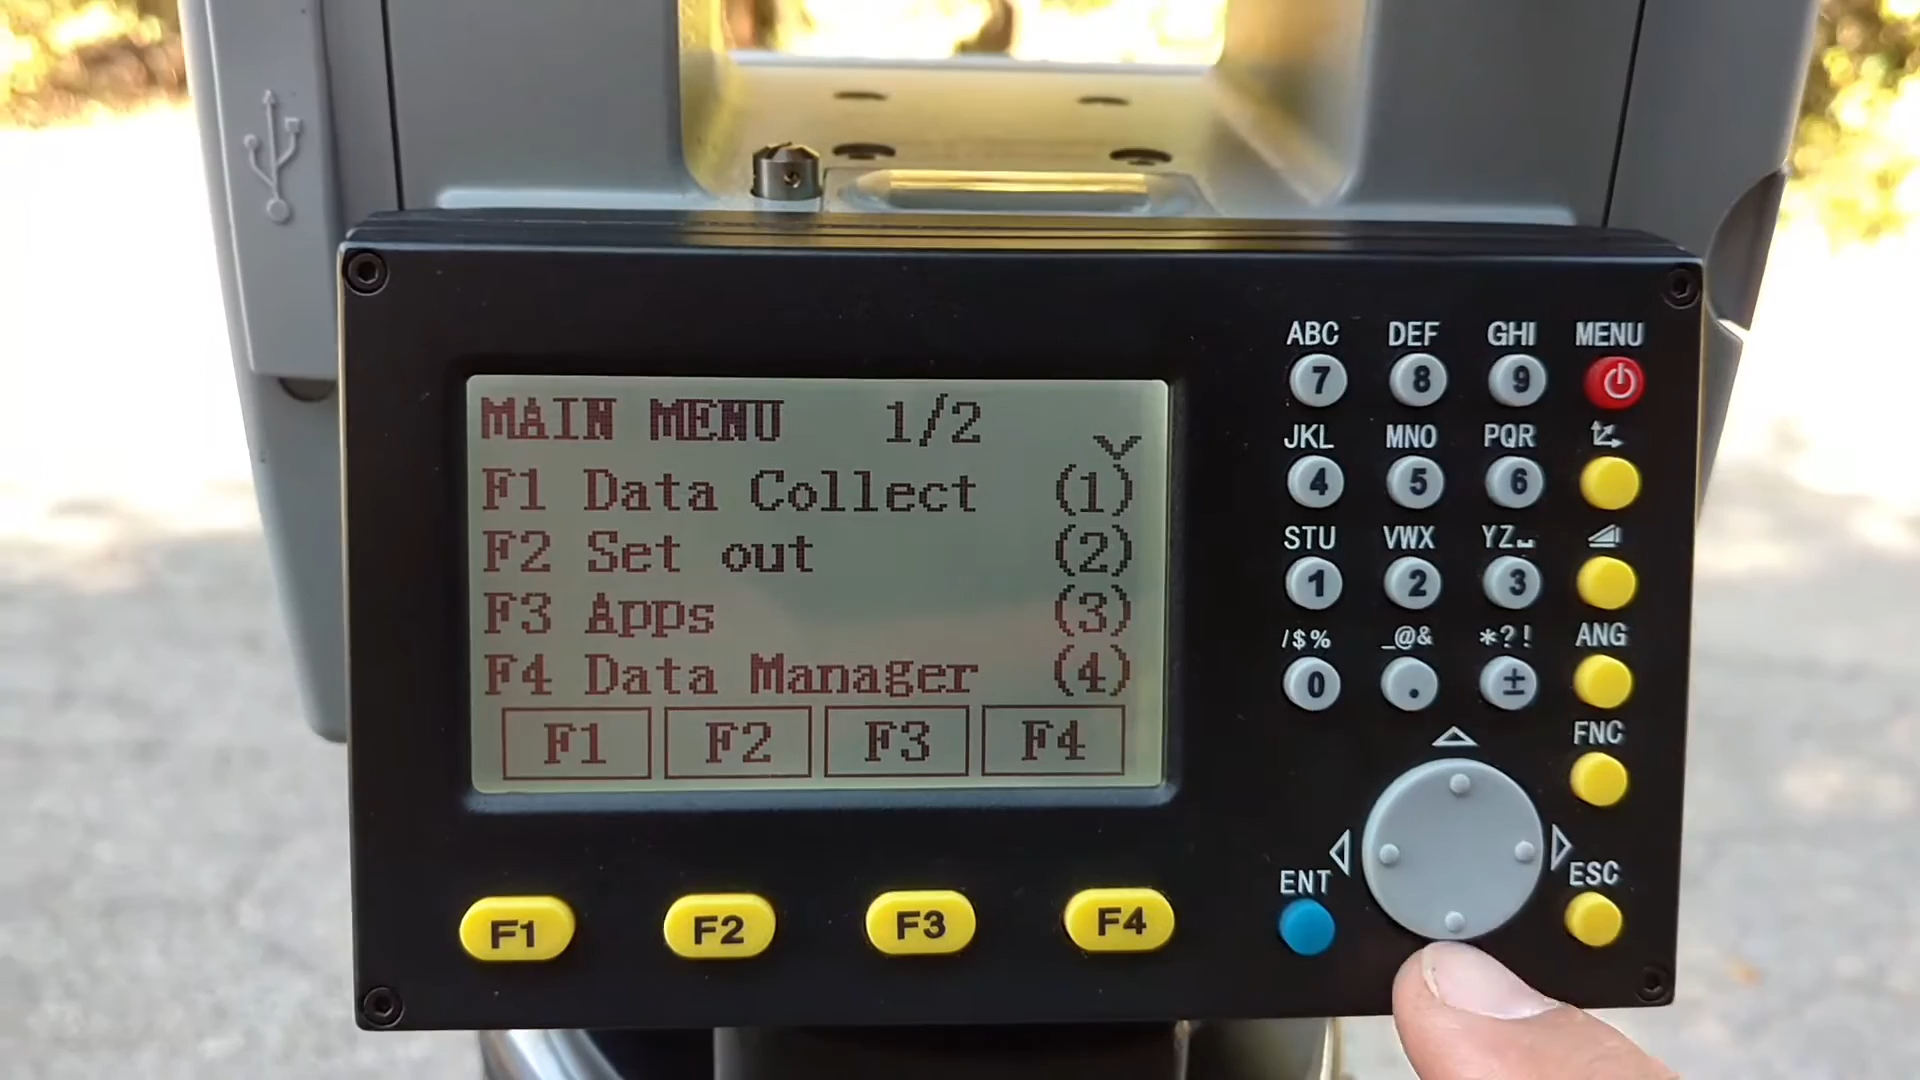 MAIN MENU 1/2
F1 Data Collect (1)
F2 Set out (2)
F3 Apps (3)
F4 Data Manager (4)
F1 F2 F3 F4
F1 F2 F3 F4
ABC DEF GHI MENU
7 8 9
JKL MNO PQR
4 5 6
STU VWX YZ␣
1 2 3
/$% _@& *?! ANG
0 . ±
FNC
ENT ESC